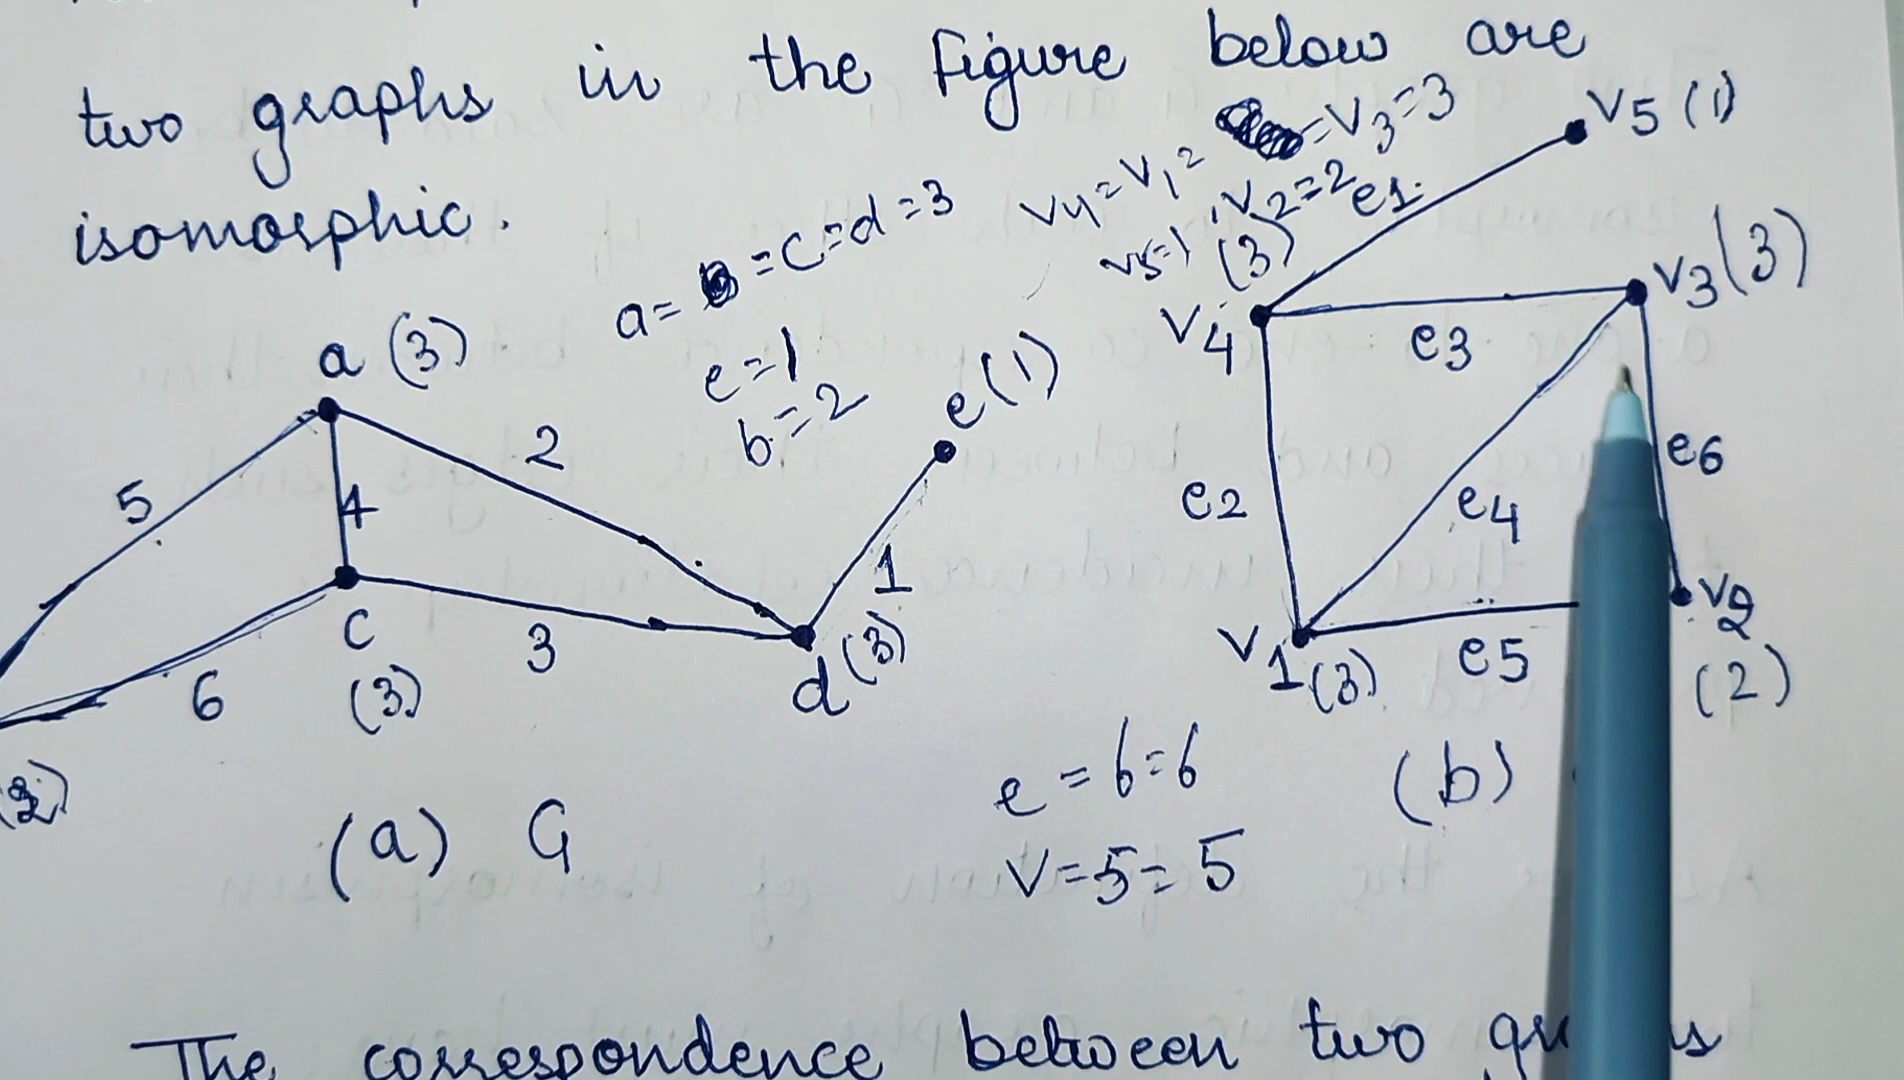 two graphs in the figure below are
isomorphic.
a = = c = d = 3
e = 1
b = 2
v4 = v1 = = v3 = 3
v5 = 1, v2 = 2
a (3)
5
4
2
e (1)
1
c
(3)
6
3
d (3)
(a) G
v5 (1)
e1
(3)
v4
v3 (3)
e3
e2
e4
e6
v1 (3)
e5
v2
(2)
(b)
e = 6 = 6
v = 5 = 5
The correspondence between two